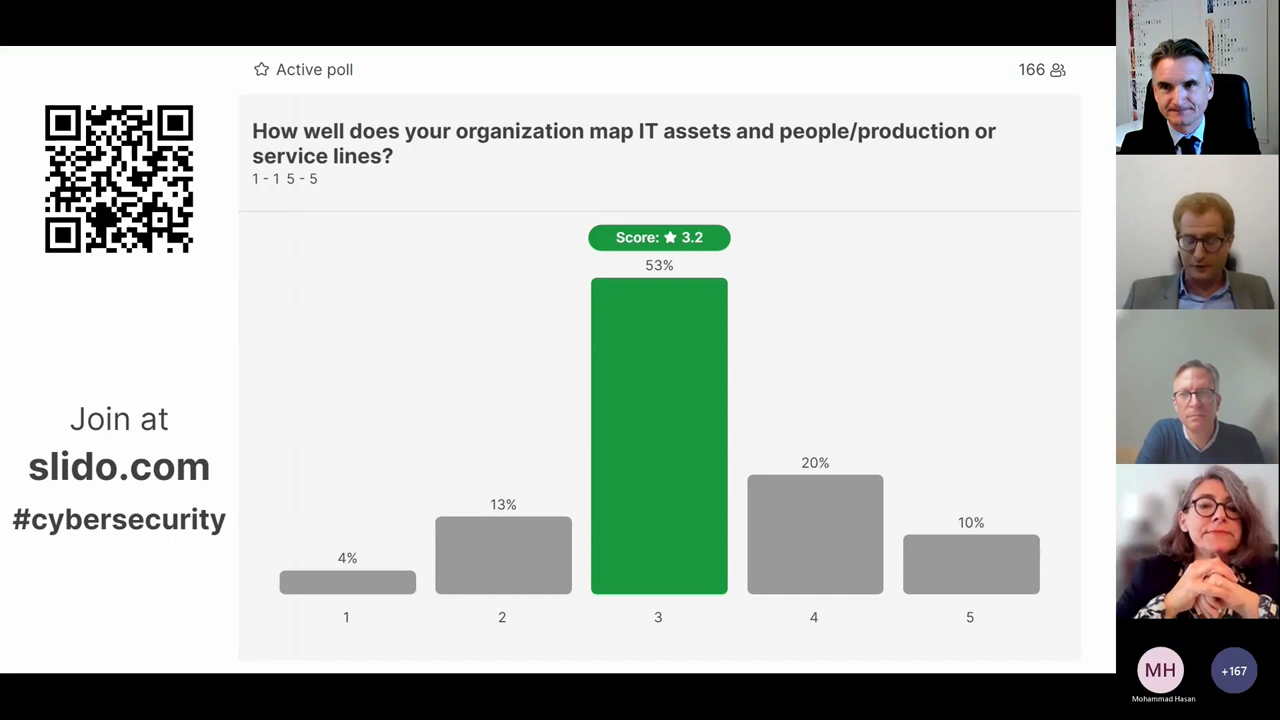 Active poll
166
How well does your organization map IT assets and people/production or
service lines?
1 - 1 5 - 5
Score: ★ 3.2
53%
20%
13%
10%
4%
1
2
3
4
5
Join at
slido.com
#cybersecurity
MH
+167
Mohammad Hasan